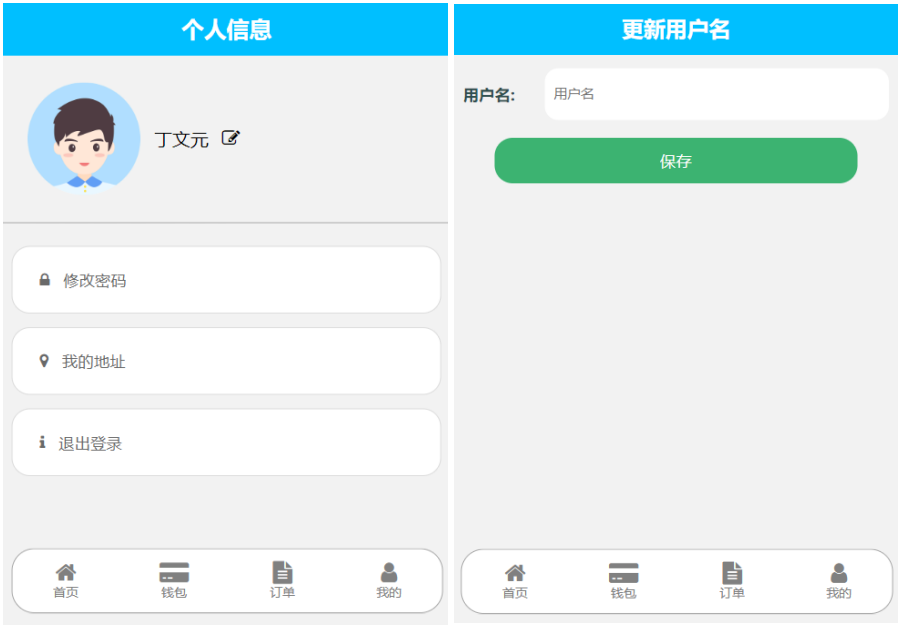 个人信息
丁文元
修改密码
我的地址
退出登录
首页 钱包 订单 我的
更新用户名
用户名: 用户名
保存
首页 钱包 订单 我的